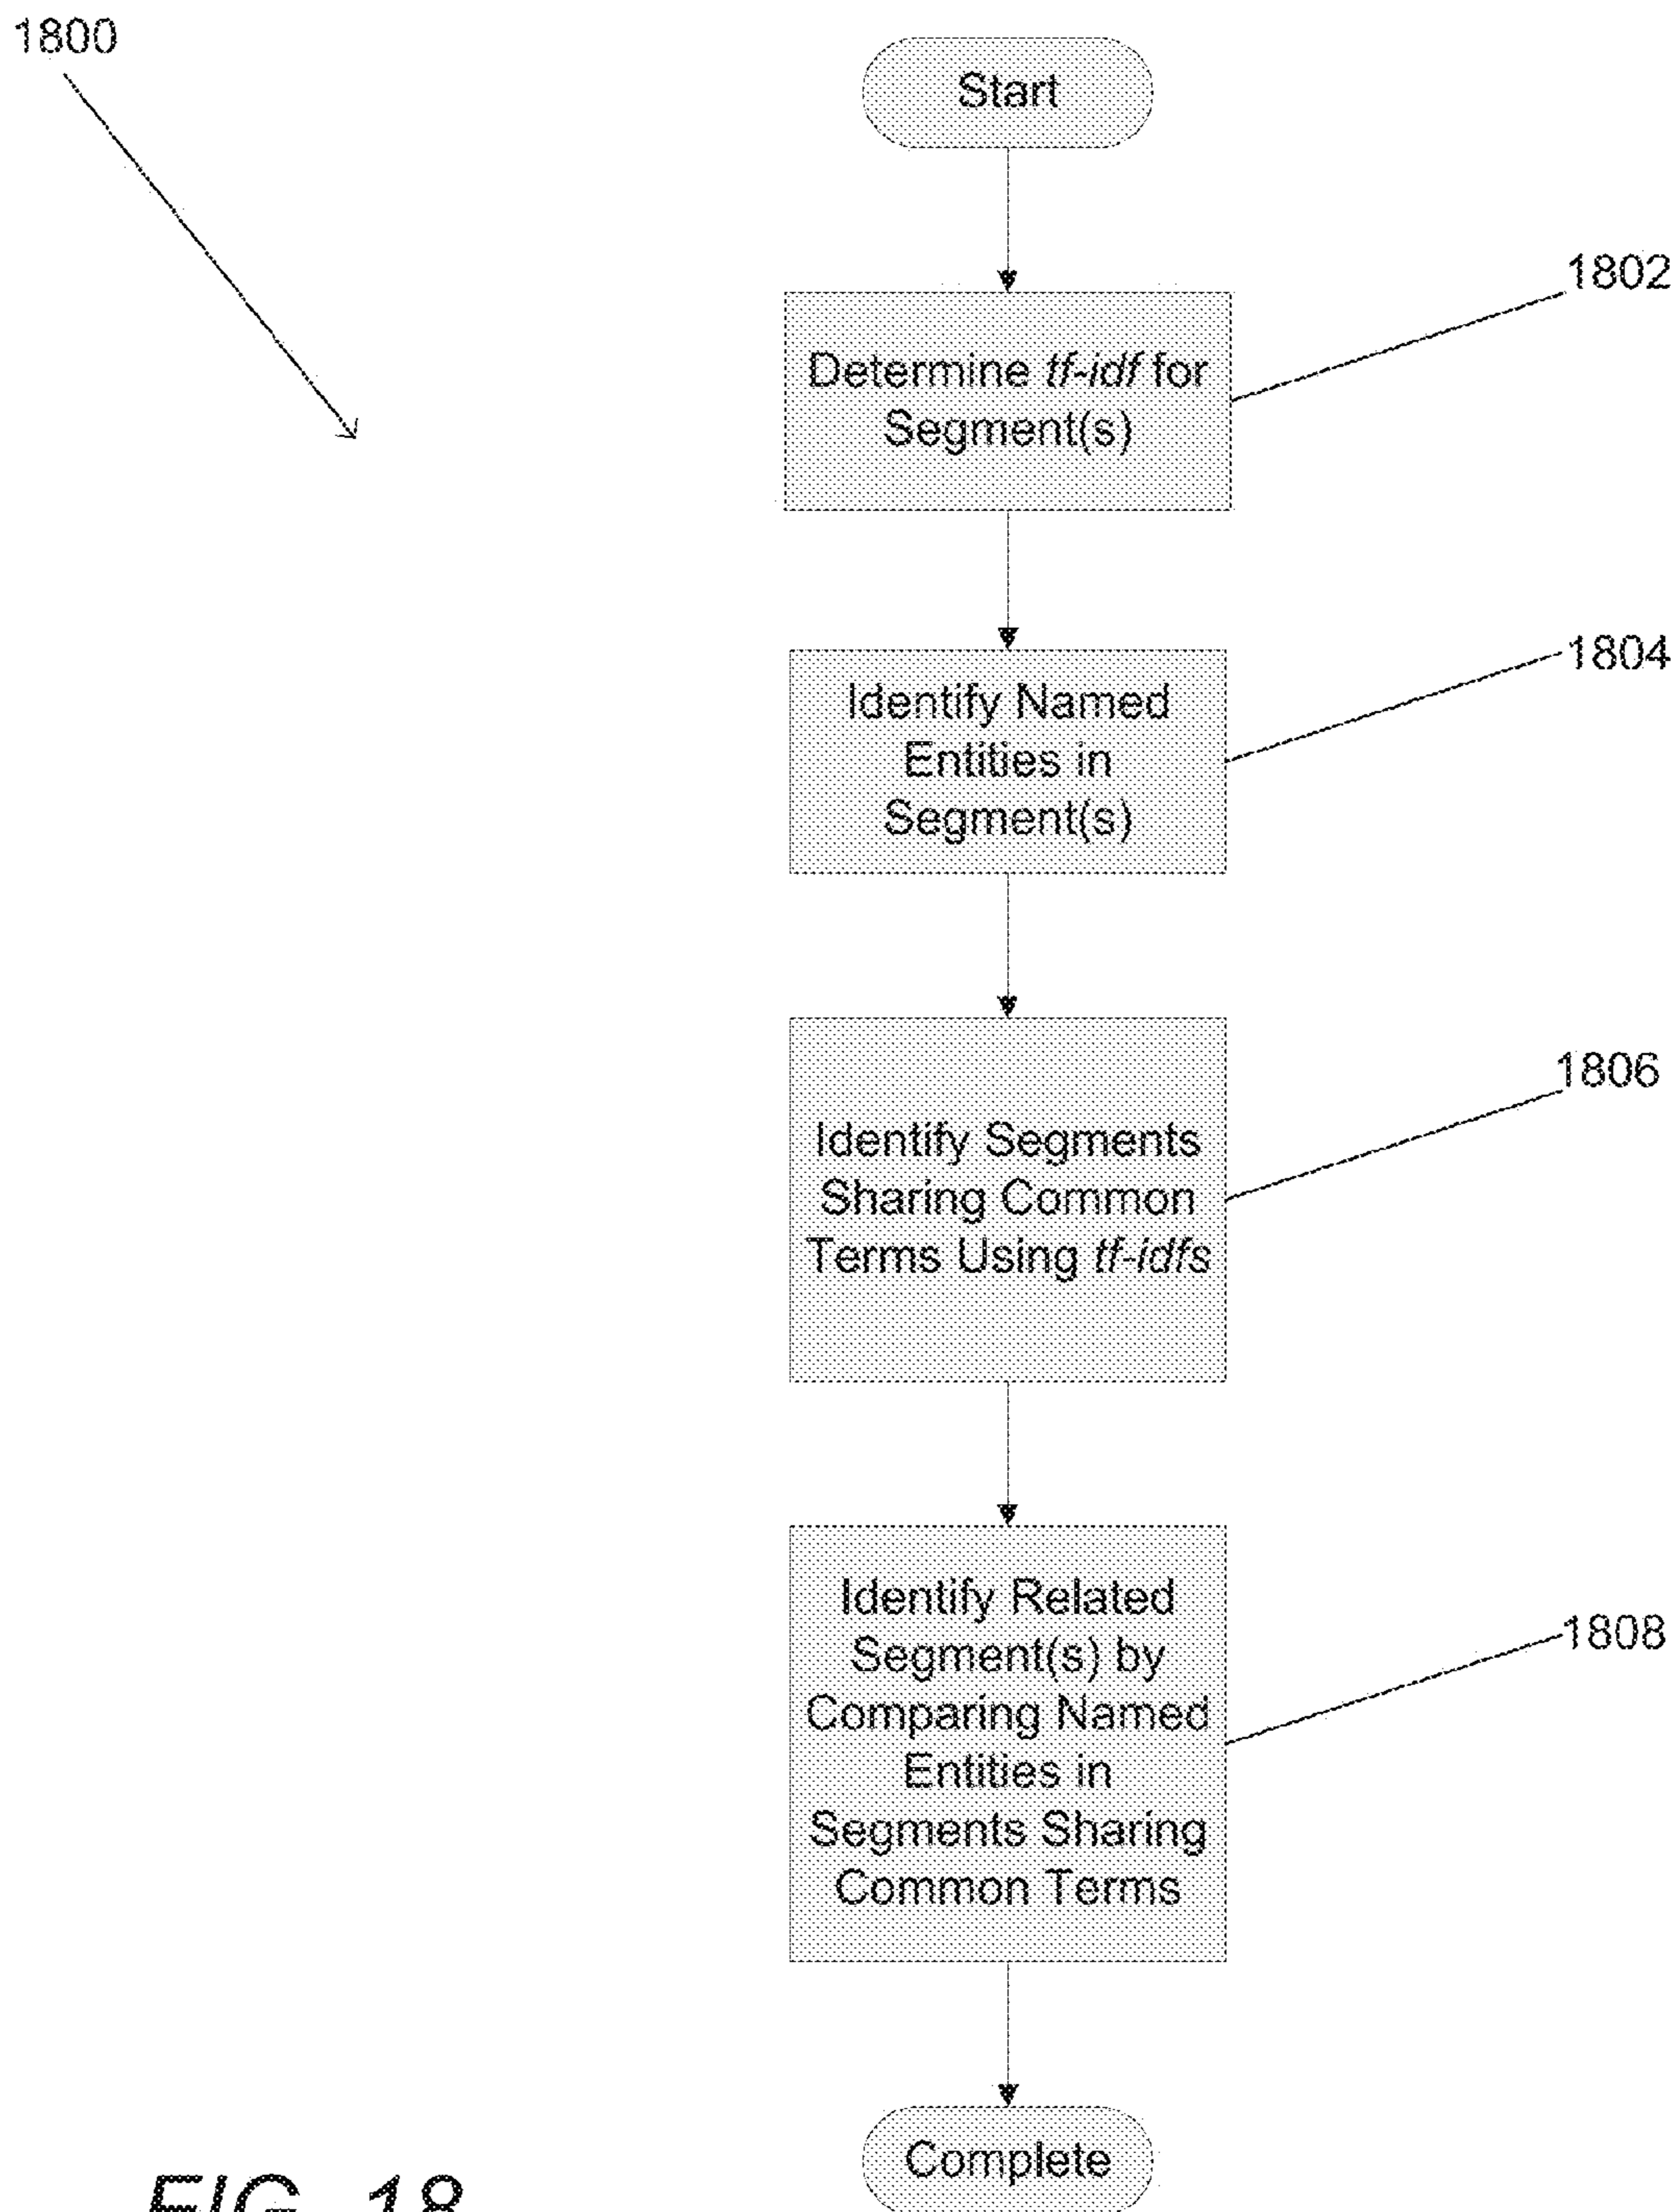 1800
Start
1802
Determine tf-idf for
Segment(s)
1804
Identify Named
Entities in
Segment(s)
1806
Identify Segments
Sharing Common
Terms Using tf-idfs
1808
Identify Related
Segment(s) by
Comparing Named
Entities in
Segments Sharing
Common Terms
Complete
FIG. 18